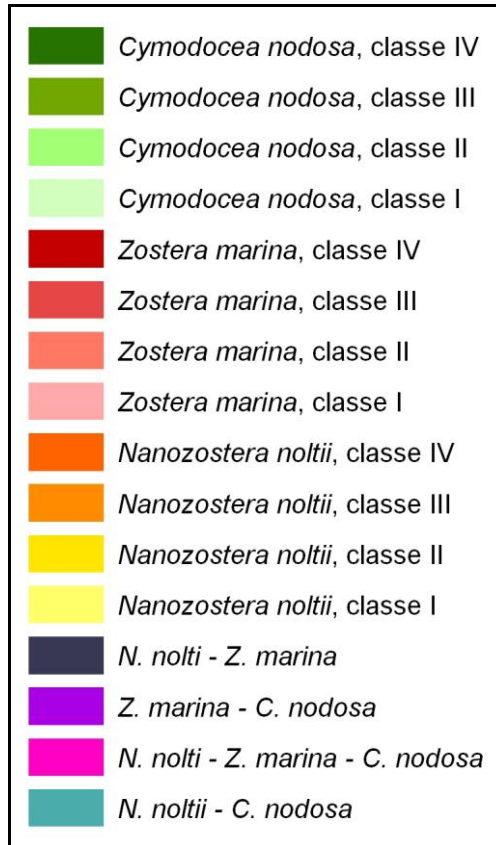 Cymodocea nodosa, classe IV
Cymodocea nodosa, classe III
Cymodocea nodosa, classe II
Cymodocea nodosa, classe I
Zostera marina, classe IV
Zostera marina, classe III
Zostera marina, classe II
Zostera marina, classe I
Nanozostera noltii, classe IV
Nanozostera noltii, classe III
Nanozostera noltii, classe II
Nanozostera noltii, classe I
N. nolti - Z. marina
Z. marina - C. nodosa
N. nolti - Z. marina - C. nodosa
N. noltii - C. nodosa